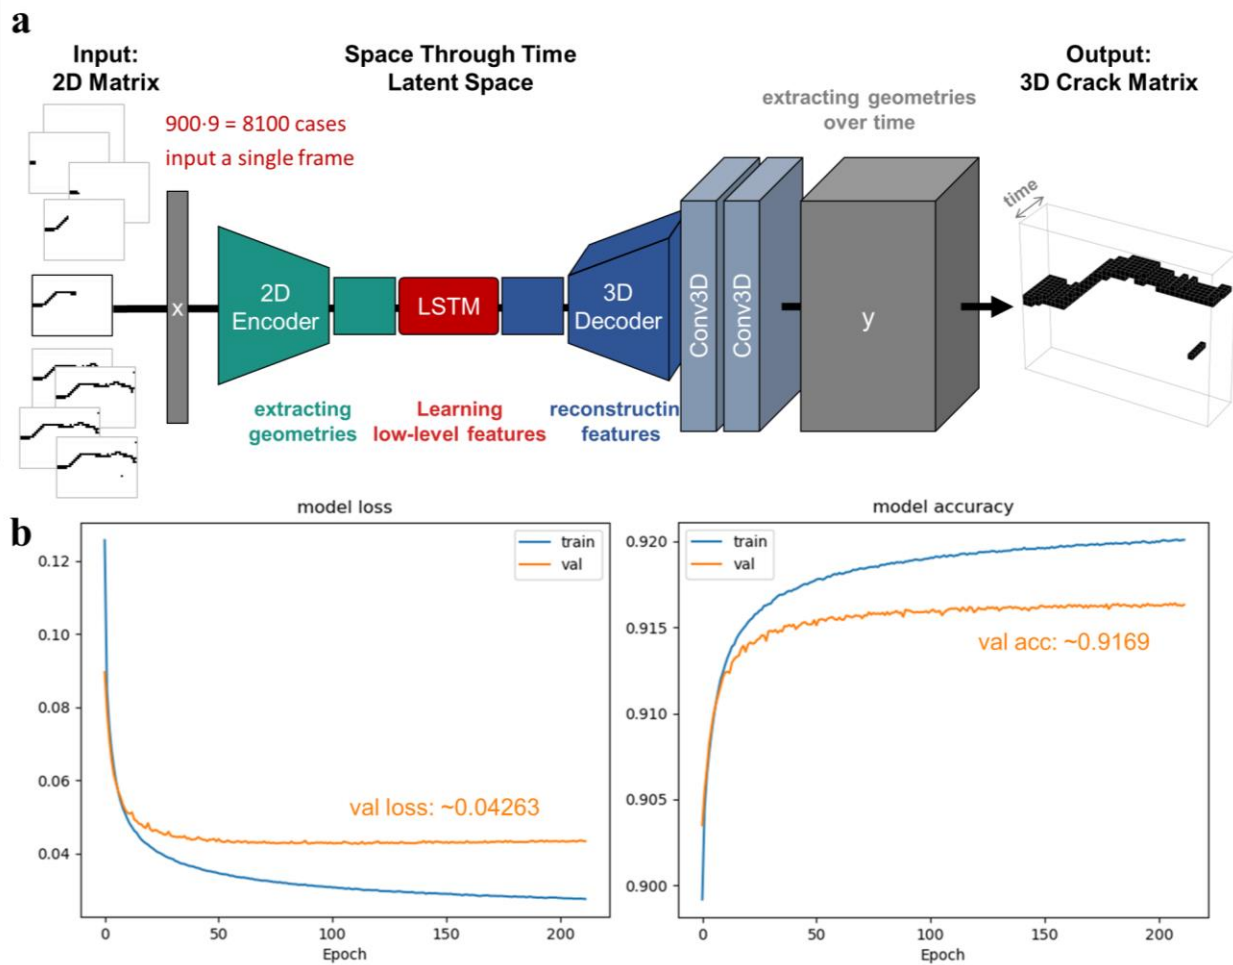 a
Input:
2D Matrix
Space Through Time
Latent Space
Output:
3D Crack Matrix
extracting geometries
over time
900·9 = 8100 cases
input a single frame
time
x
2D
Encoder
LSTM
3D
Decoder
Conv3D
Conv3D
y
extracting
geometries
Learning
low-level features
reconstructin
features
b
model loss
train
val
0.12
0.10
0.08
0.06
0.04
val loss: ~0.04263
0
50
100
150
200
Epoch
model accuracy
train
val
0.920
0.915
0.910
0.905
0.900
val acc: ~0.9169
0
50
100
150
200
Epoch